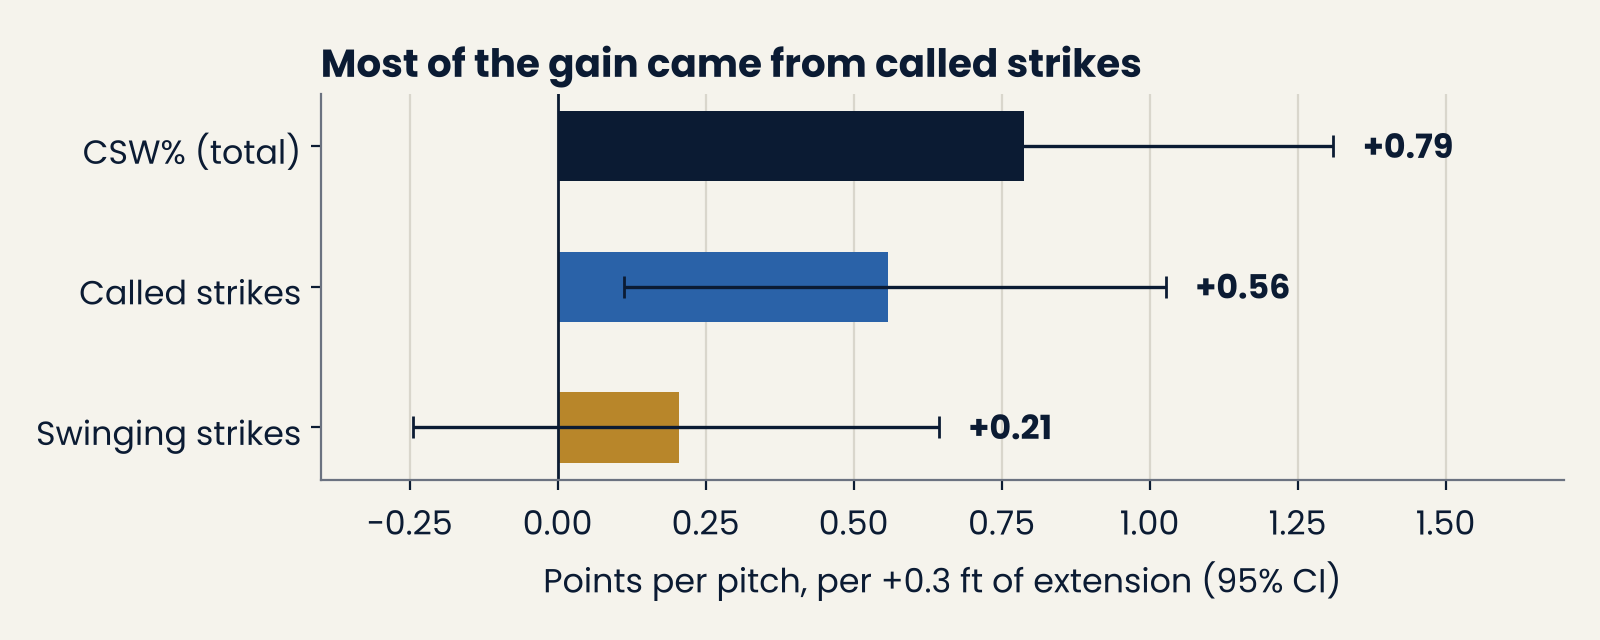 Most of the gain came from called strikes
CSW% (total)
+0.79
Called strikes
+0.56
Swinging strikes
+0.21
−0.25 0.00 0.25 0.50 0.75 1.00 1.25 1.50
Points per pitch, per +0.3 ft of extension (95% CI)